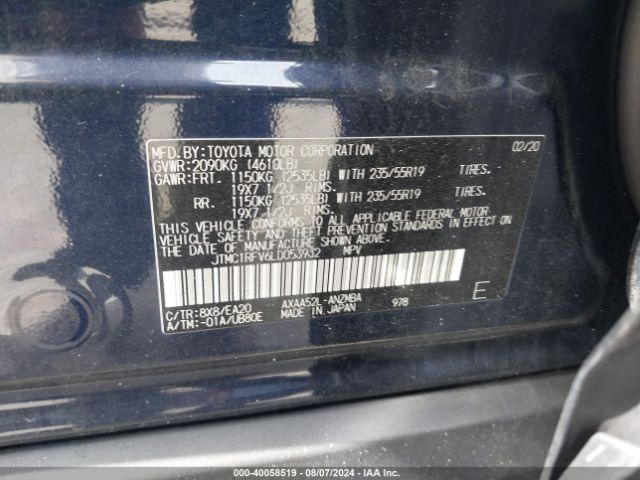 MFD. BY: TOYOTA MOTOR CORPORATION 02/20
GVWR: 2090KG (4610LB)
GAWR: FRT. 1150KG (2535LB) WITH 235/55R19 TIRES.
19X7 1/2J RIMS.
RR. 1150KG (2535LB) WITH 235/55R19 TIRES.
19X7 1/2J RIMS.
THIS VEHICLE CONFORMS TO ALL APPLICABLE FEDERAL MOTOR
VEHICLE SAFETY AND THEFT PREVENTION STANDARDS IN EFFECT ON
THE DATE OF MANUFACTURE SHOWN ABOVE.
JTMC1RFV6LD053932 MPV
C/TR: 8X8/EA20 AXAA52L-ANZMBA E
A/TM: -01A/UB80E MADE IN JAPAN 978
000-40058519 | 08/07/2024 | IAA Inc.